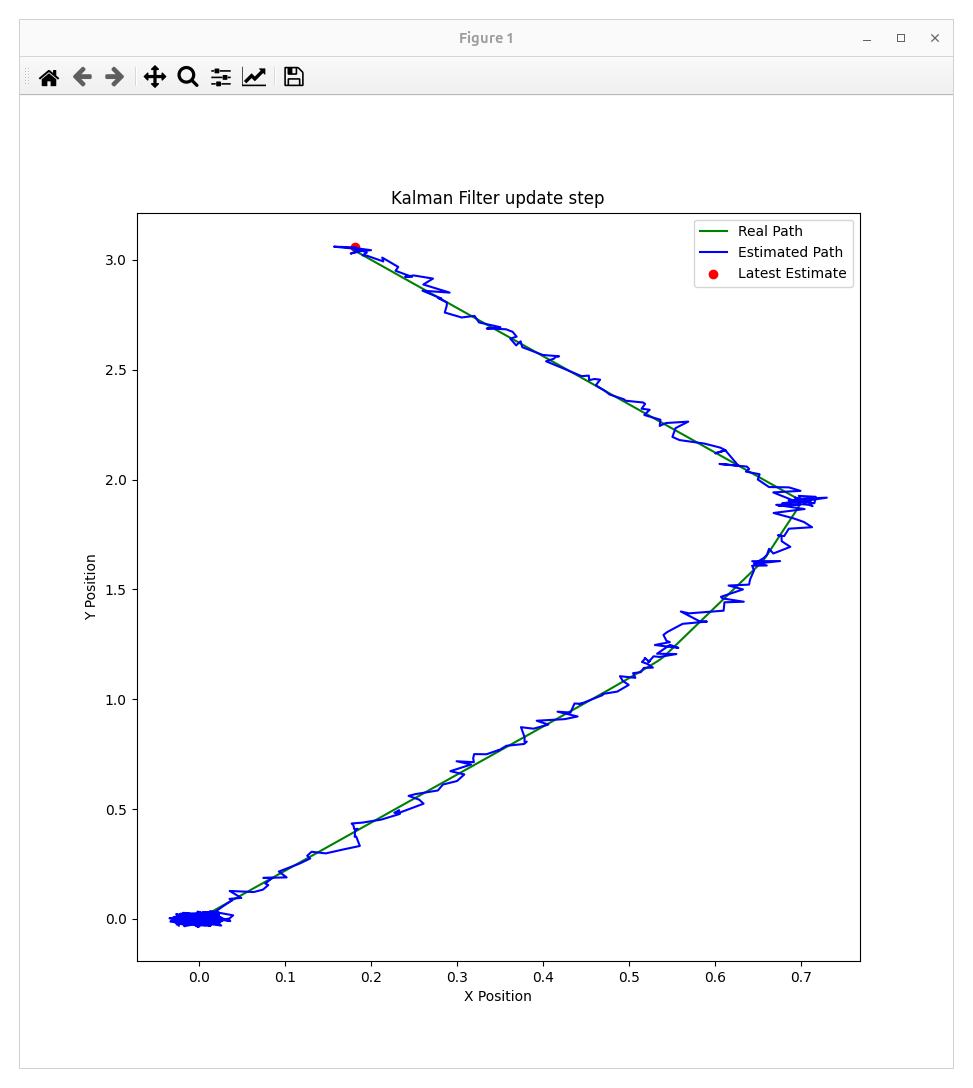 Figure 1
Kalman Filter update step
Real Path
Estimated Path
Latest Estimate
3.0
2.5
2.0
1.5
1.0
0.5
0.0
Y Position
0.0 0.1 0.2 0.3 0.4 0.5 0.6 0.7
X Position